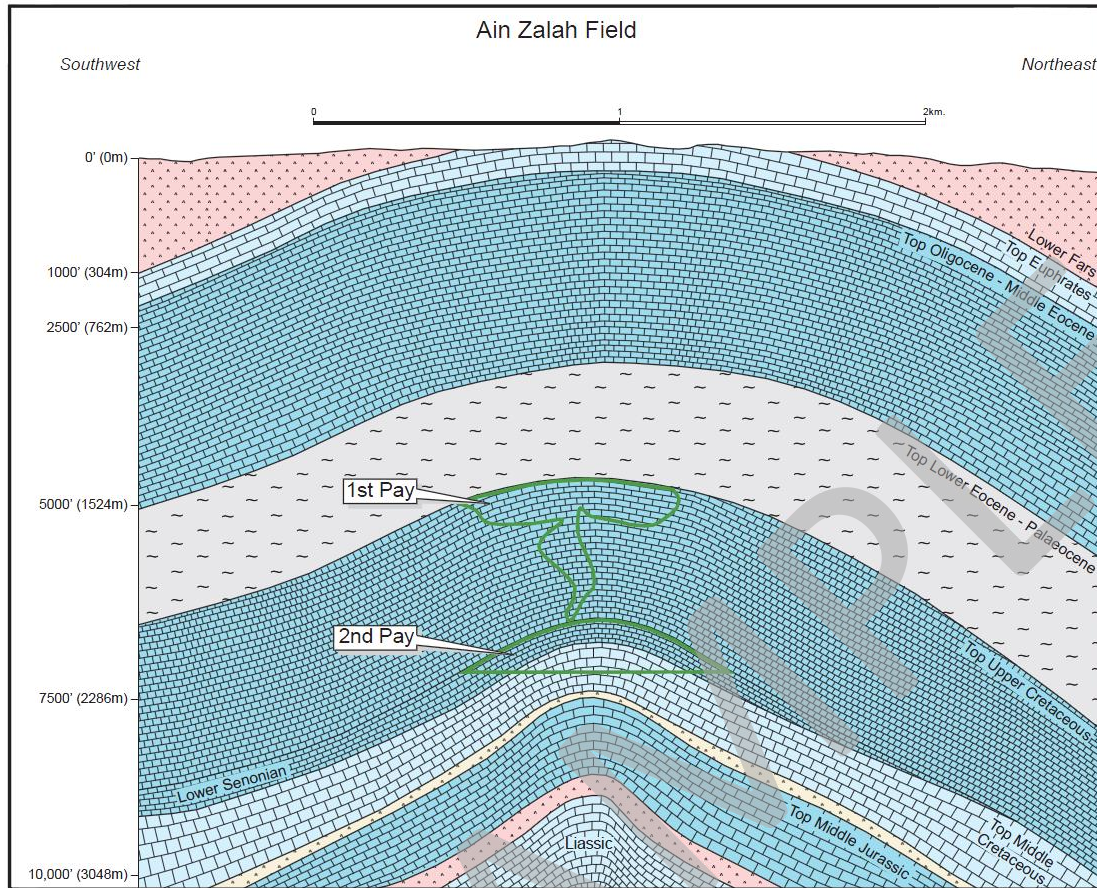 Ain Zalah Field
Southwest
Northeast
0
1
2km.
0' (0m)
Lower Fars
Top Euphrates
Top Oligocene - Middle Eocene
1000' (304m)
2500' (762m)
Top Lower Eocene - Palaeocene
1st Pay
5000' (1524m)
2nd Pay
Top Upper Cretaceous
7500' (2286m)
Lower Senonian
Top Middle Jurassic
Top Middle
Cretaceous
Liassic
10,000' (3048m)